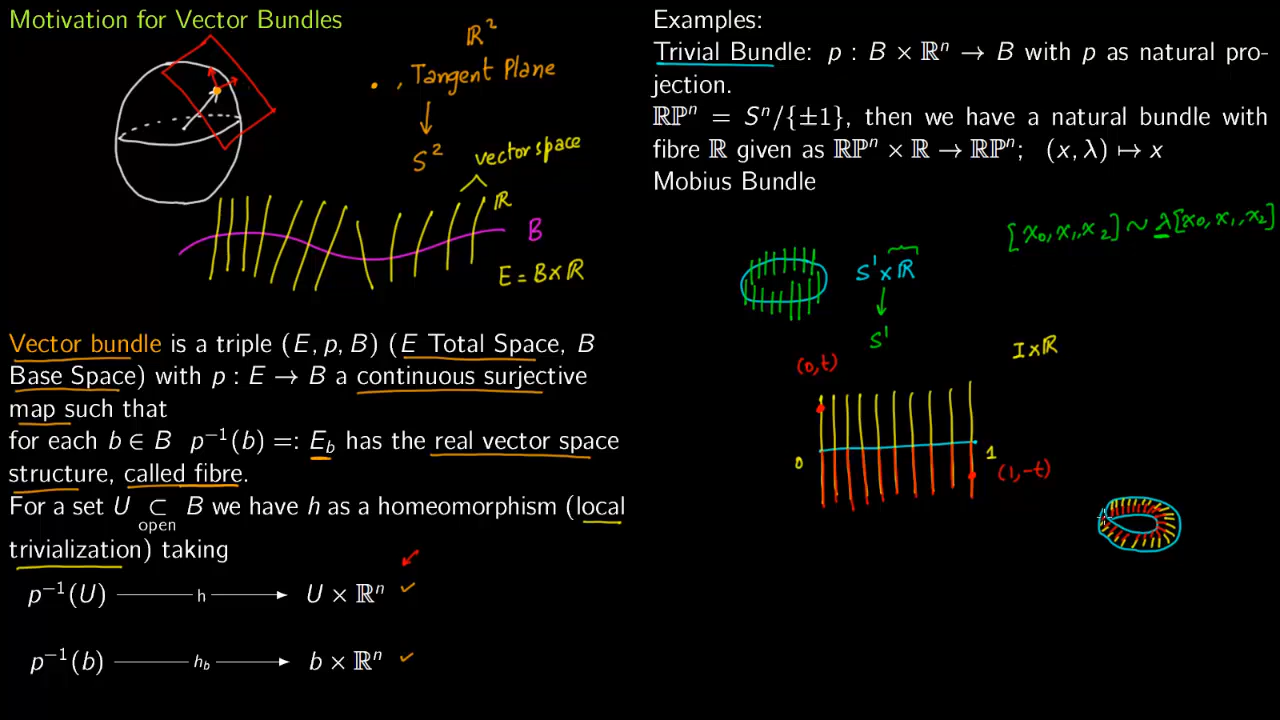 Motivation for Vector Bundles
ℝ²
Tangent Plane
S²
vector space
ℝ
B
E = B×ℝ
Vector bundle is a triple (E, p, B) (E Total Space, B
Base Space) with p : E → B a continuous surjective
map such that
for each b ∈ B p⁻¹(b) =: E_b has the real vector space
structure, called fibre.
For a set U ⊂ B we have h as a homeomorphism (local
open
trivialization) taking
p⁻¹(U) h U × ℝⁿ
p⁻¹(b) h_b b × ℝⁿ
Examples:
Trivial Bundle: p : B × ℝⁿ → B with p as natural pro-
jection.
ℝℙⁿ = Sⁿ/{±1}, then we have a natural bundle with
fibre ℝ given as ℝℙⁿ × ℝ → ℝℙⁿ; (x, λ) ↦ x
Mobius Bundle
[x₀, x₁, x₂] ~ λ[x₀, x₁, x₂]
S¹×ℝ
S¹
I×ℝ
(0,t)
0
1
(1,-t)